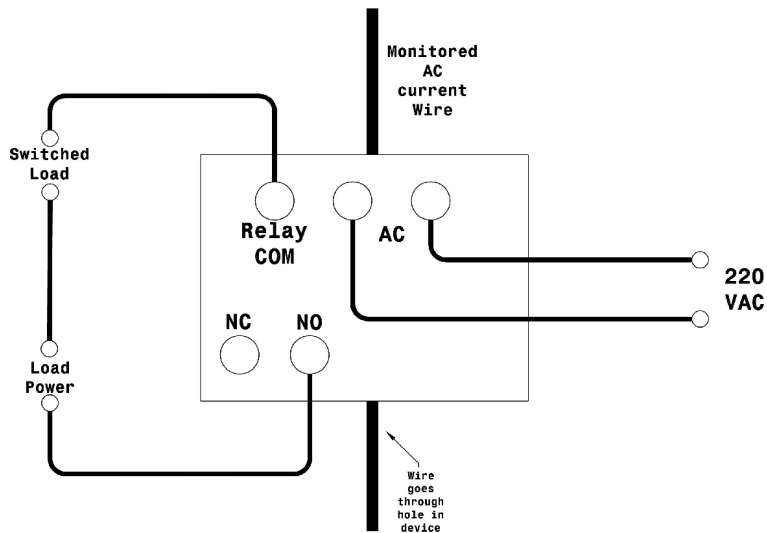 Monitored
AC
current
Wire
Switched
Load
Relay
COM
AC
220
VAC
NC
NO
Load
Power
Wire
goes
through
hole in
device